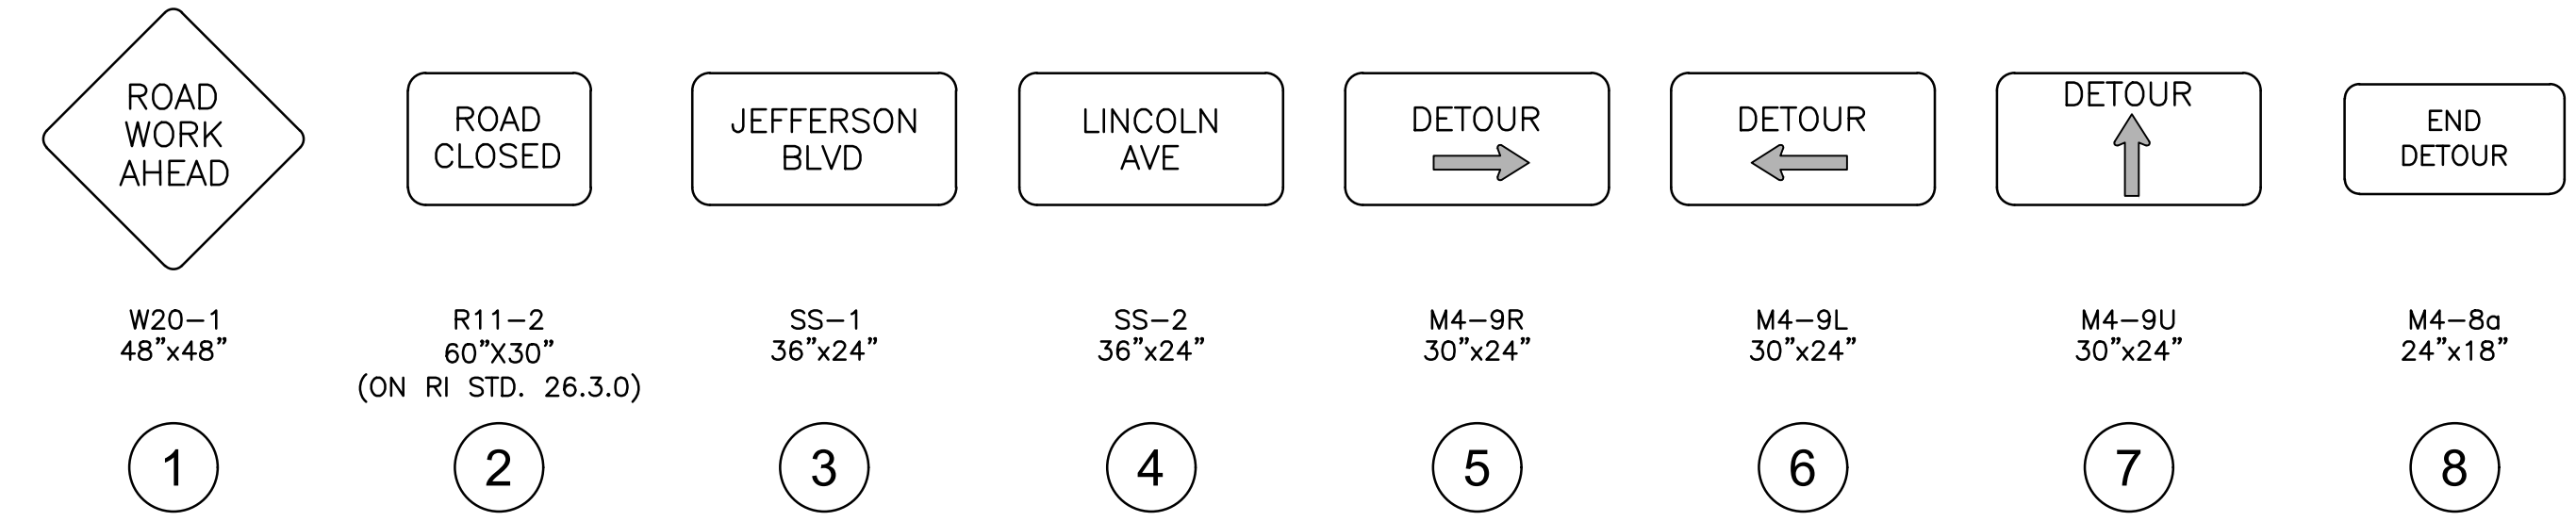 ROAD
WORK
AHEAD
W20-1
48"x48"
1
ROAD
CLOSED
R11-2
60"X30"
(ON RI STD. 26.3.0)
2
JEFFERSON
BLVD
SS-1
36"x24"
3
LINCOLN
AVE
SS-2
36"x24"
4
DETOUR
M4-9R
30"x24"
5
DETOUR
M4-9L
30"x24"
6
DETOUR
M4-9U
30"x24"
7
END
DETOUR
M4-8a
24"x18"
8